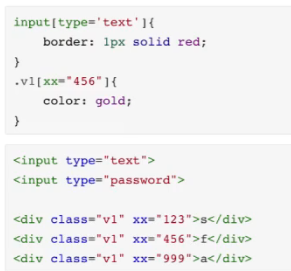 input[type='text']{
    border: 1px solid red;
}
.v1[xx="456"]{
    color: gold;
}
<input type="text">
<input type="password">
<div class="v1" xx="123">s</div>
<div class="v1" xx="456">f</div>
<div class="v1" xx="999">a</div>